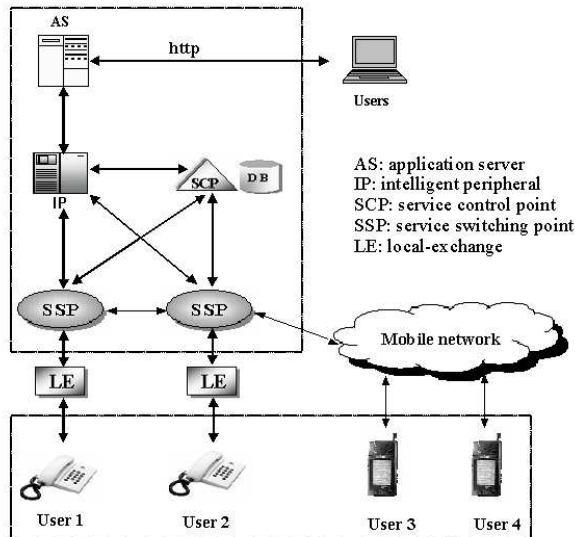 AS
http
Users
IP
SCP
DB
AS: application server
IP: intelligent peripheral
SCP: service control point
SSP: service switching point
LE: local-exchange
SSP
SSP
Mobile network
LE
LE
User 1
User 2
User 3
User 4